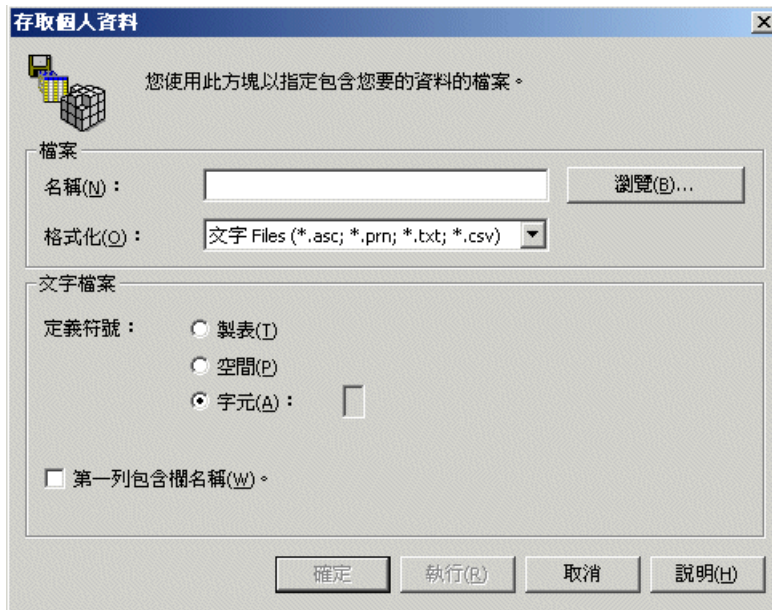 存取個人資料
您使用此方塊以指定包含您要的資料的檔案。
檔案
名稱(N)： 瀏覽(B)...
格式化(O)： 文字 Files (*.asc; *.prn; *.txt; *.csv)
文字檔案
定義符號： 製表(T)
空間(P)
字元(A)：
第一列包含欄名稱(W)。
確定 執行(R) 取消 說明(H)